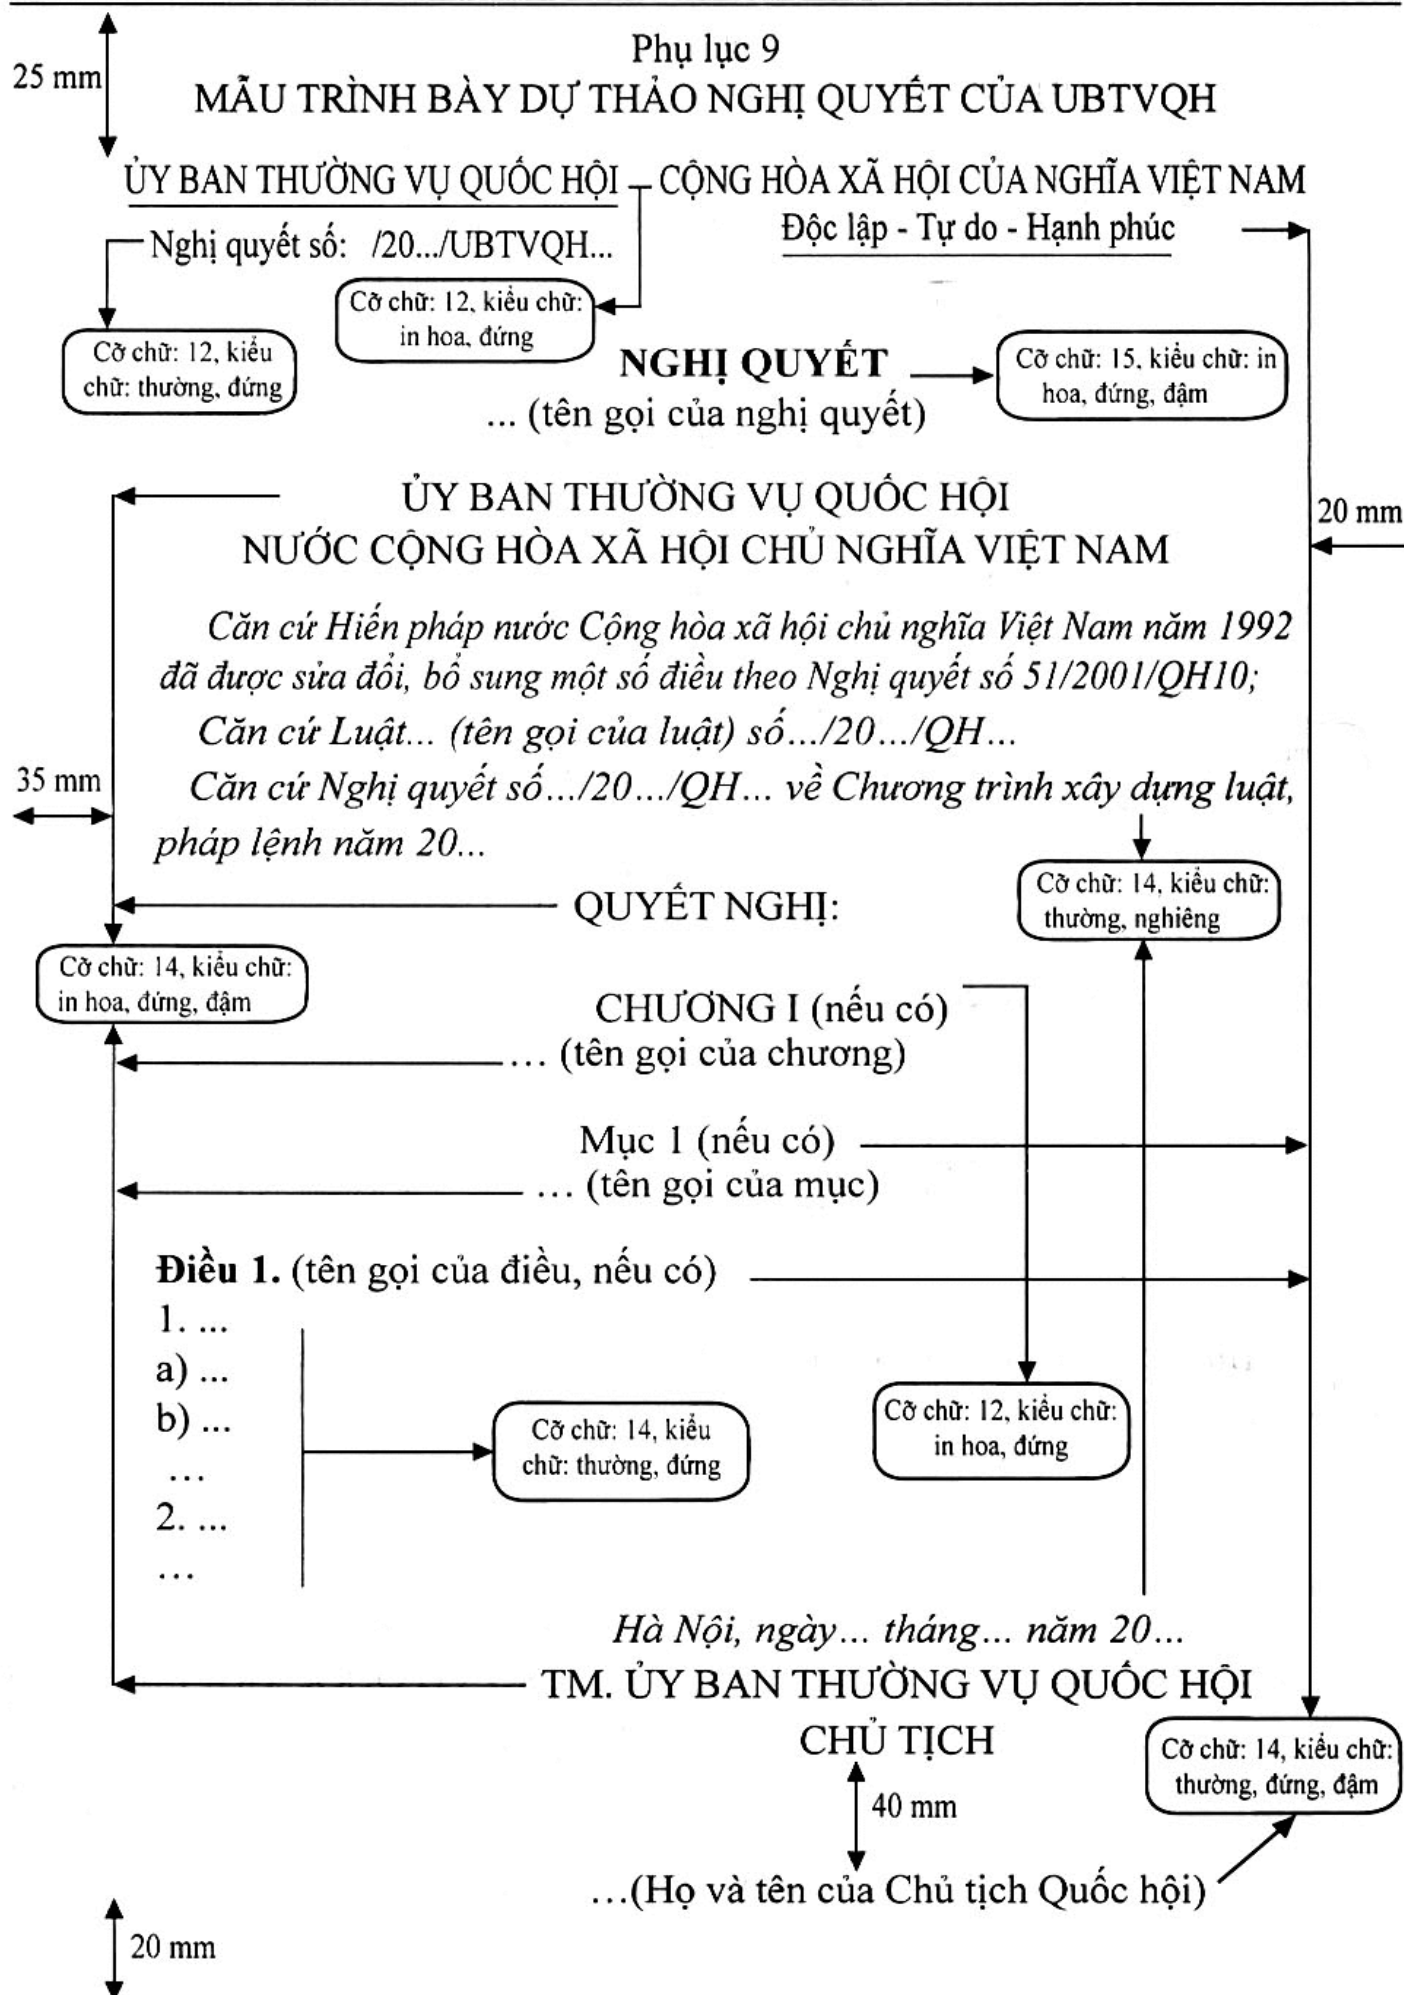 Phụ lục 9
25 mm
MẪU TRÌNH BÀY DỰ THẢO NGHỊ QUYẾT CỦA UBTVQH
ỦY BAN THƯỜNG VỤ QUỐC HỘI
CỘNG HÒA XÃ HỘI CỦA NGHĨA VIỆT NAM
Độc lập - Tự do - Hạnh phúc
Nghị quyết số: /20.../UBTVQH...
Cỡ chữ: 12, kiểu chữ:
in hoa, đứng
Cỡ chữ: 12, kiểu
chữ: thường, đứng
NGHỊ QUYẾT
Cỡ chữ: 15, kiểu chữ: in
hoa, đứng, đậm
... (tên gọi của nghị quyết)
ỦY BAN THƯỜNG VỤ QUỐC HỘI
20 mm
NƯỚC CỘNG HÒA XÃ HỘI CHỦ NGHĨA VIỆT NAM
Căn cứ Hiến pháp nước Cộng hòa xã hội chủ nghĩa Việt Nam năm 1992
đã được sửa đổi, bổ sung một số điều theo Nghị quyết số 51/2001/QH10;
Căn cứ Luật... (tên gọi của luật) số.../20.../QH...
35 mm
Căn cứ Nghị quyết số.../20.../QH... về Chương trình xây dựng luật,
pháp lệnh năm 20...
Cỡ chữ: 14, kiểu chữ:
thường, nghiêng
QUYẾT NGHỊ:
Cỡ chữ: 14, kiểu chữ:
in hoa, đứng, đậm
CHƯƠNG I (nếu có)
... (tên gọi của chương)
Mục 1 (nếu có)
... (tên gọi của mục)
Điều 1. (tên gọi của điều, nếu có)
1. ...
a) ...
b) ...
...
2. ...
...
Cỡ chữ: 14, kiểu
chữ: thường, đứng
Cỡ chữ: 12, kiểu chữ:
in hoa, đứng
Hà Nội, ngày... tháng... năm 20...
TM. ỦY BAN THƯỜNG VỤ QUỐC HỘI
CHỦ TỊCH
Cỡ chữ: 14, kiểu chữ:
thường, đứng, đậm
40 mm
...(Họ và tên của Chủ tịch Quốc hội)
20 mm